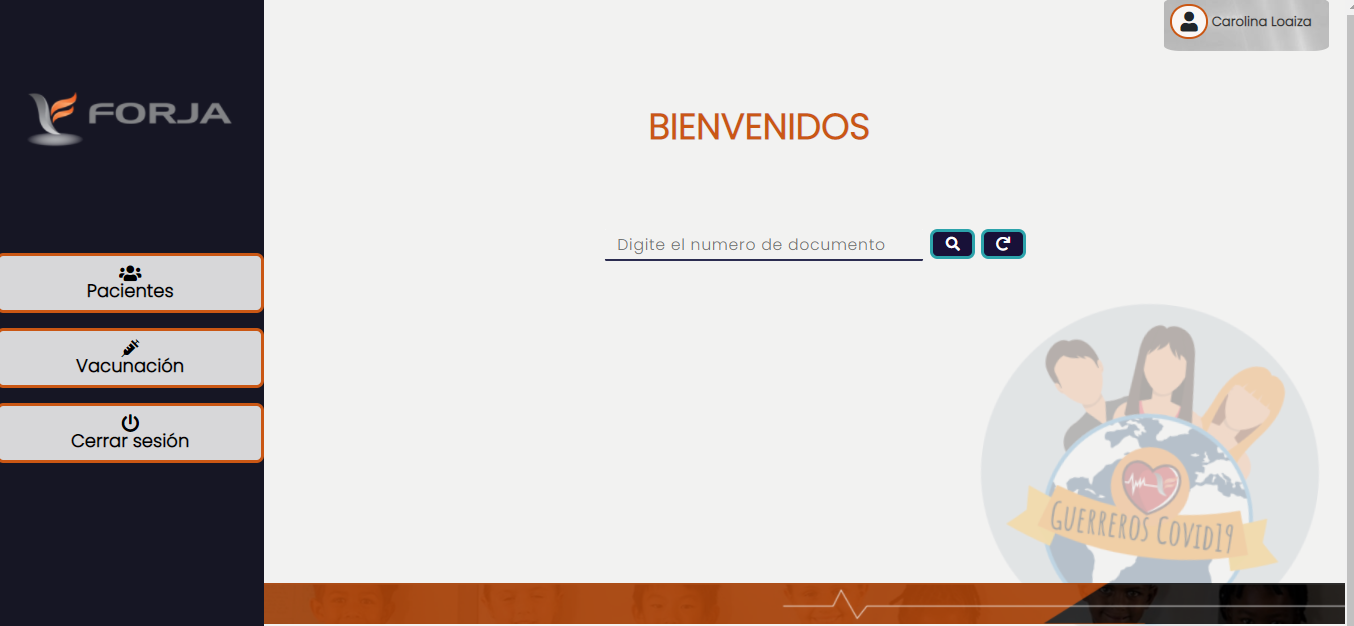 Carolina Loaiza
FORJA
BIENVENIDOS
Digite el numero de documento
Pacientes
Vacunación
Cerrar sesión
GUERREROS COVID19